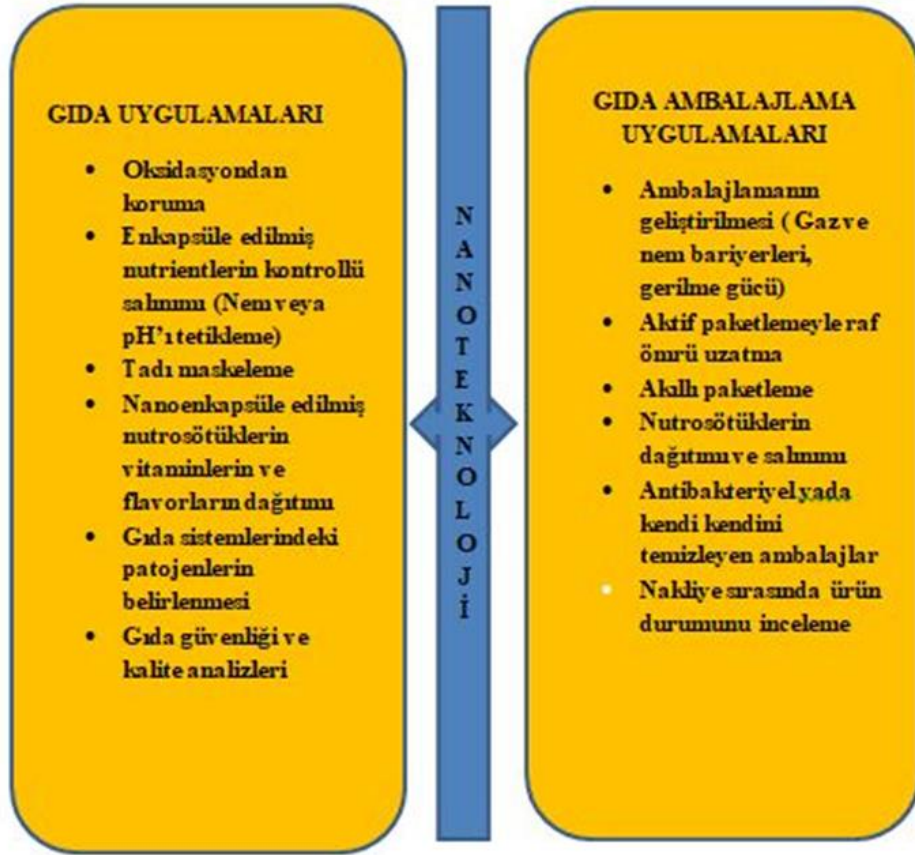 GIDA UYGULAMALARI
• Oksidasyondan
koruma
• Enkapsüle edilmiş
nutrientlerin kontrollü
salınımı (Nem veya
pH'ı tetikleme)
• Tadı maskeleme
• Nanoenkapsüle edilmiş
nutrosötüklerin
vitaminlerin ve
flavorların dağıtımı
• Gıda sistemlerindeki
patojenlerin
belirlenmesi
• Gıda güvenliği ve
kalite analizleri
NANOTEKNOLOJİ
GIDA AMBALAJLAMA
UYGULAMALARI
• Ambalajlamanın
geliştirilmesi ( Gaz ve
nem bariyerleri,
gerilme gücü)
• Aktif paketlemeyle raf
ömrü uzatma
• Akıllı paketleme
• Nutrosötüklerin
dağıtımı ve salınımı
• Antibakteriyel yada
kendi kendini
temizleyen ambalajlar
• Nakliye sırasında ürün
durumunu inceleme